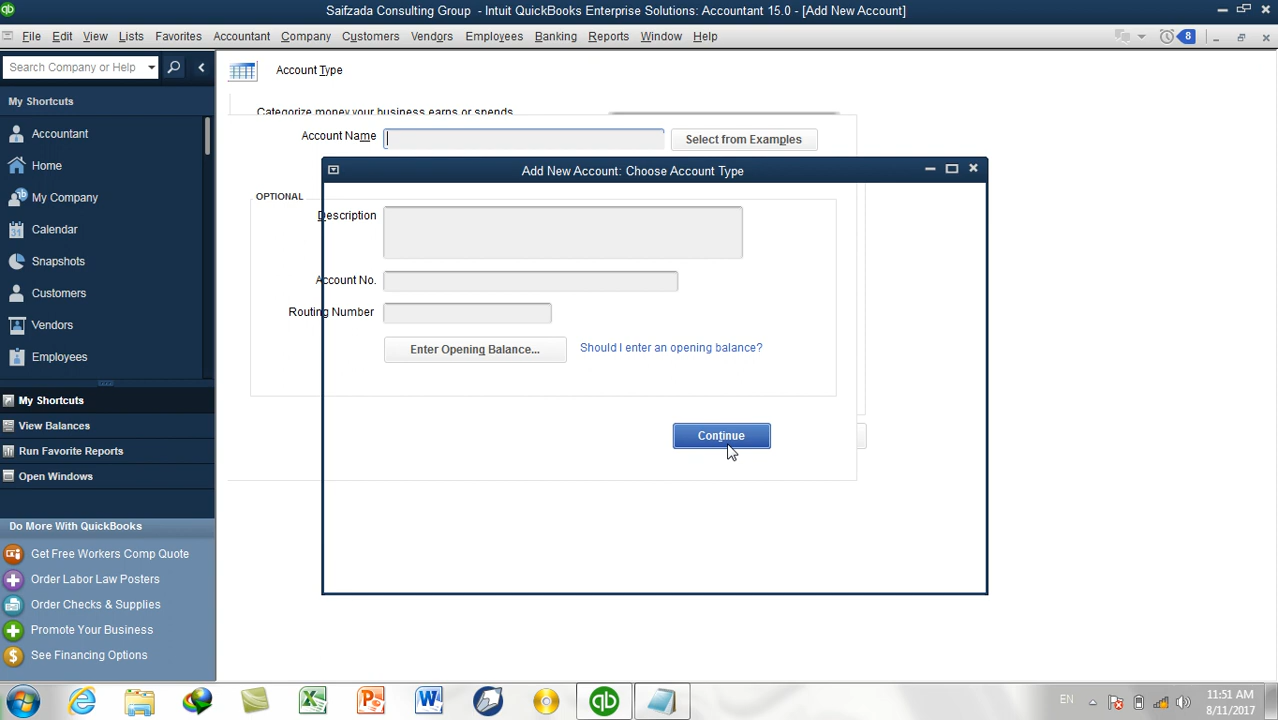 Saifzada Consulting Group - Intuit QuickBooks Enterprise Solutions: Accountant 15.0 - [Add New Account]
File Edit View Lists Favorites Accountant Company Customers Vendors Employees Banking Reports Window Help
8
Search Company or Help
Account Type
My Shortcuts
Categorize money your business earns or spends
Accountant
Account Name
Select from Examples
Home
Add New Account: Choose Account Type
My Company
OPTIONAL
Description
Calendar
Snapshots
Account No.
Customers
Routing Number
Vendors
Enter Opening Balance...
Should I enter an opening balance?
Employees
My Shortcuts
View Balances
Continue
Run Favorite Reports
Open Windows
Do More With QuickBooks
Get Free Workers Comp Quote
Order Labor Law Posters
Order Checks & Supplies
Promote Your Business
See Financing Options
EN
11:51 AM
8/11/2017